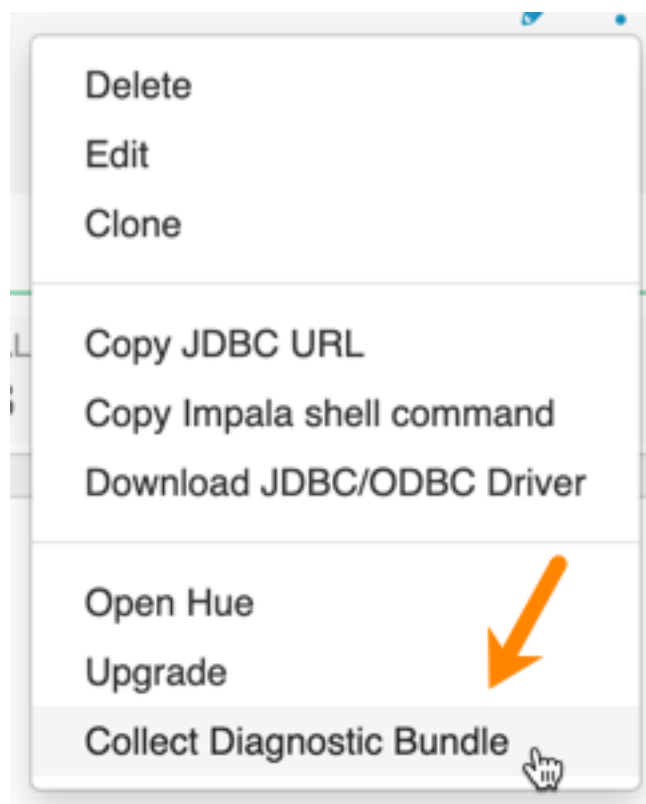 Delete
Edit
Clone
Copy JDBC URL
Copy Impala shell command
Download JDBC/ODBC Driver
Open Hue
Upgrade
Collect Diagnostic Bundle